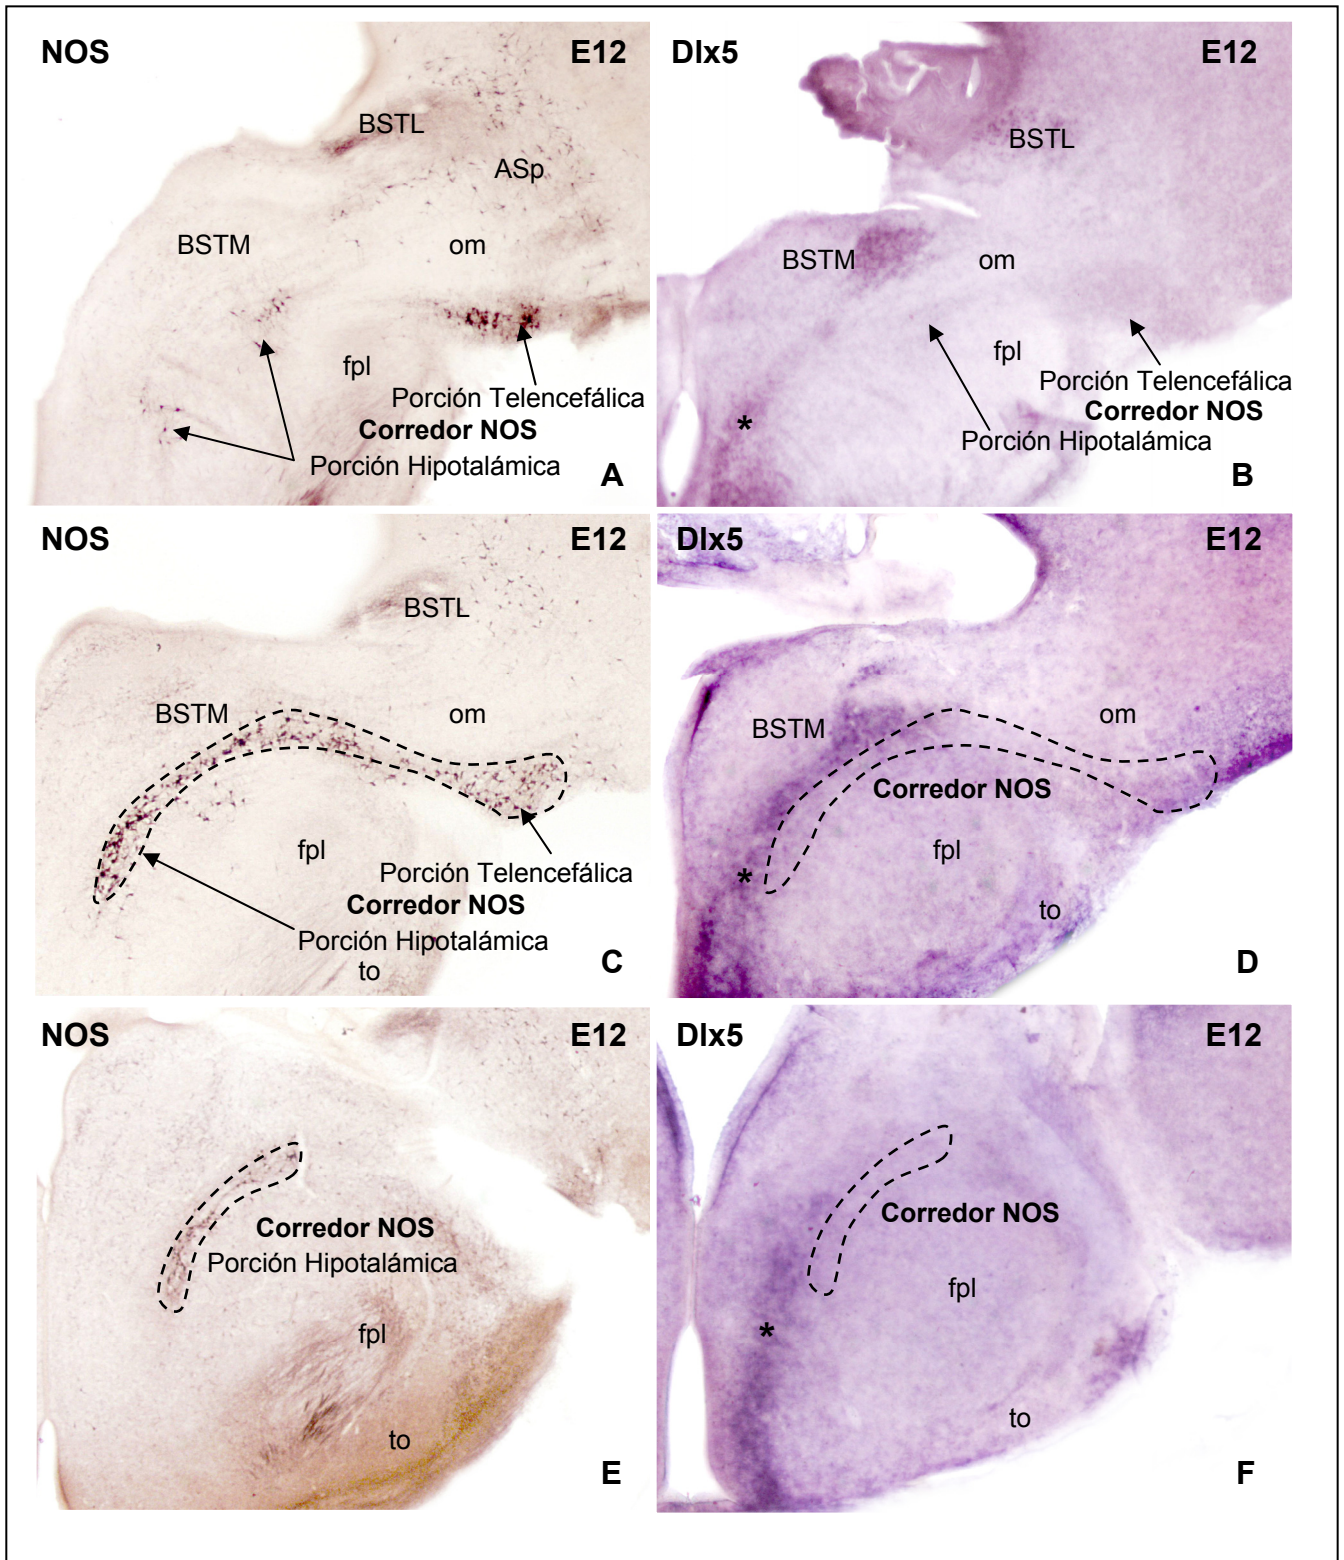 NOS
E12
BSTL
ASp
BSTM
om
fpl
Porción Telencefálica
Corredor NOS
Porción Hipotalámica
A
Dlx5
E12
BSTL
BSTM
om
fpl
Porción Telencefálica
Corredor NOS
Porción Hipotalámica
*
B
NOS
E12
BSTL
BSTM
om
fpl
Porción Telencefálica
Corredor NOS
Porción Hipotalámica
to
C
Dlx5
E12
BSTM
om
Corredor NOS
fpl
*
to
D
NOS
E12
Corredor NOS
Porción Hipotalámica
fpl
to
E
Dlx5
E12
Corredor NOS
fpl
*
to
F